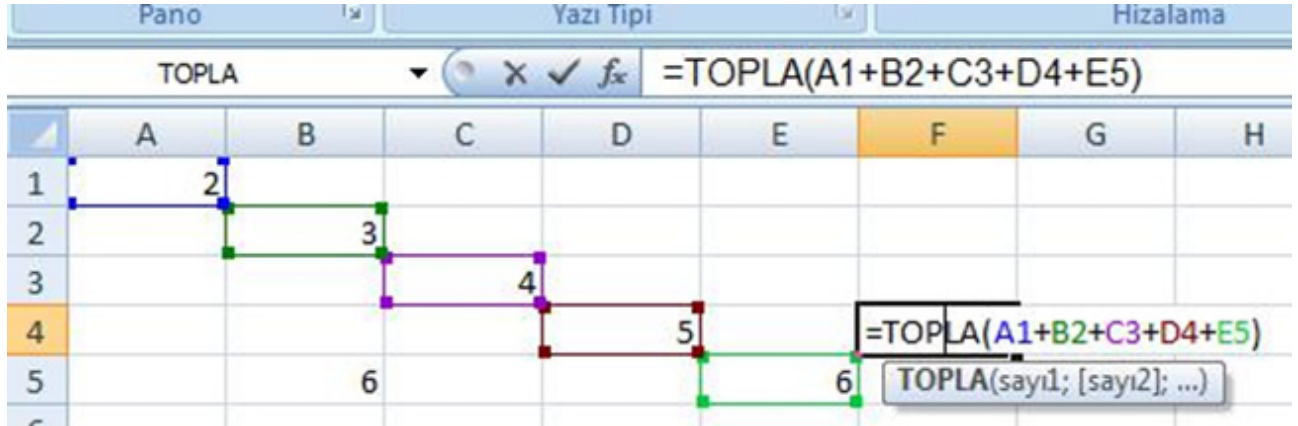 Pano Yazı Tipi Hizalama
TOPLA fx =TOPLA(A1+B2+C3+D4+E5)
A B C D E F G H
1 2
2 3
3 4
4 5 =TOPLA(A1+B2+C3+D4+E5)
5 6 6 TOPLA(sayı1; [sayı2]; ...)